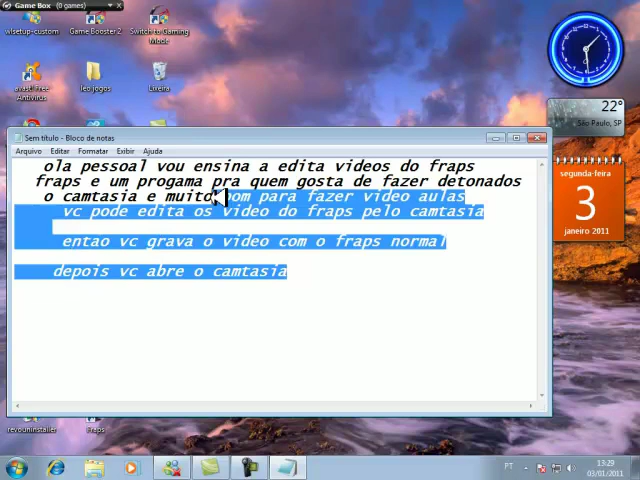 Game Box (0 games)
wlsetup-custom
Game Booster 2
Switch to Gaming Mode
avast! Free Antivirus
leo jogos
Lixeira
22°
São Paulo, SP
Sem título - Bloco de notas
Arquivo Editar Formatar Exibir Ajuda
ola pessoal vou ensina a edita videos do fraps
fraps e um progama pra quem gosta de fazer detonados
o camtasia e muito bom para fazer video aulas
vc pode edita os video do fraps pelo camtasia
entao vc grava o video com o fraps normal
depois vc abre o camtasia
segunda-feira
3
janeiro 2011
revouninstaller
Fraps
PT
13:29
03/01/2011